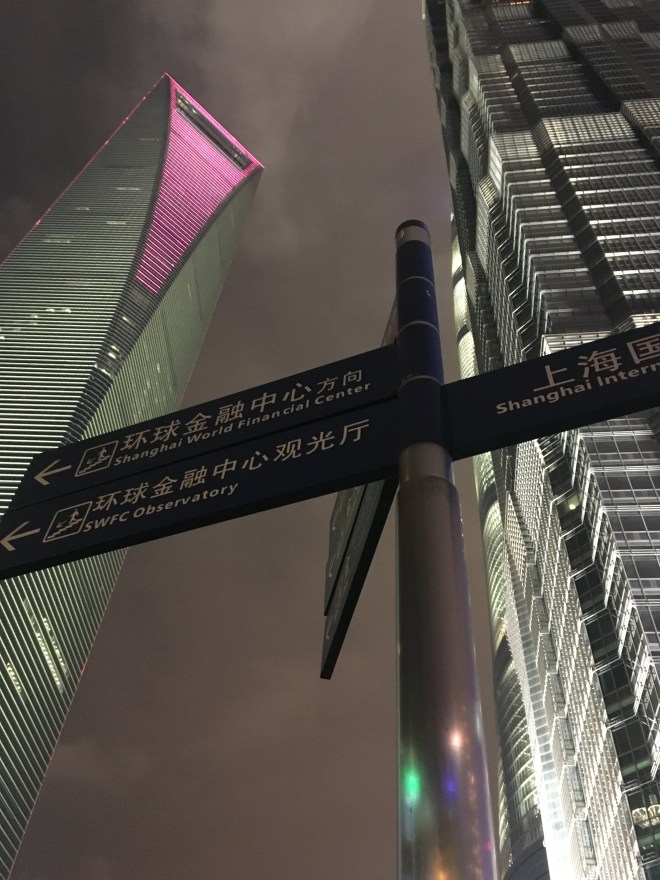 环球金融中心方向
Shanghai World Financial Center
环球金融中心观光厅
SWFC Observatory
上海国
Shanghai Intern